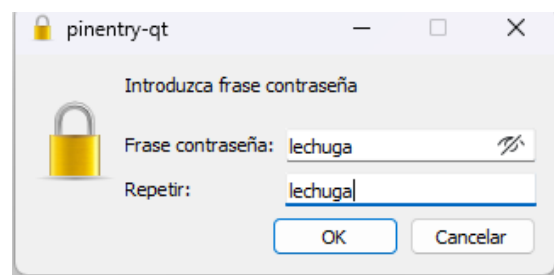 pinentry-qt
Introduzca frase contraseña
Frase contraseña: lechuga
Repetir: lechuga
OK Cancelar